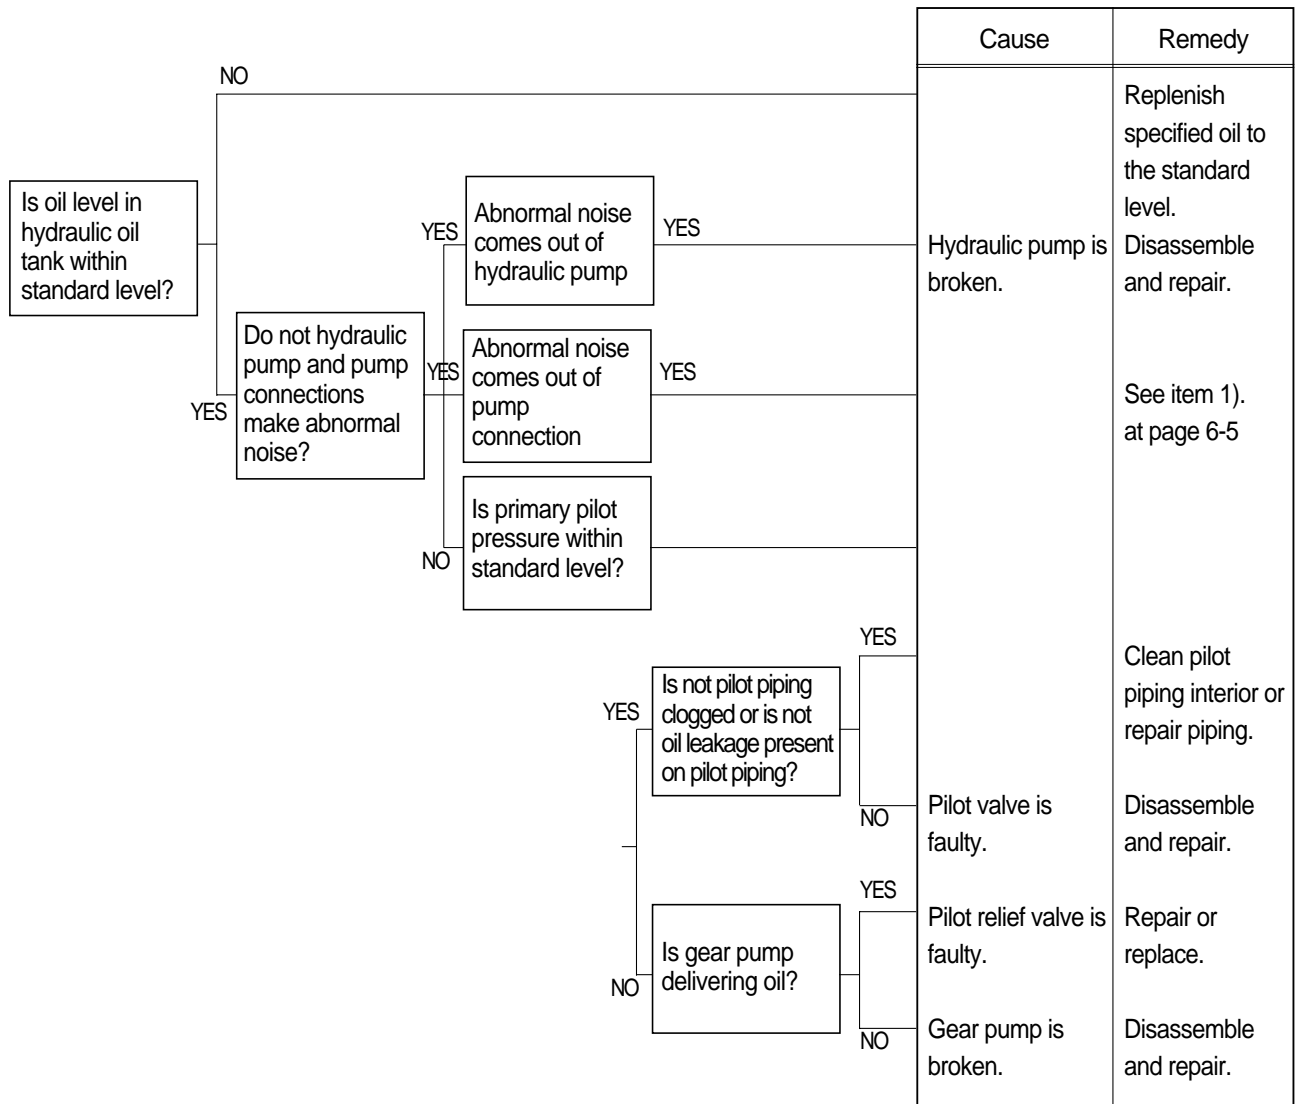 Cause
Remedy
NO
Replenish
specified oil to
the standard
level.
Is oil level in
hydraulic oil
tank within
standard level?
YES
Abnormal noise
comes out of
hydraulic pump
YES
Hydraulic pump is
broken.
Disassemble
and repair.
YES
Do not hydraulic
pump and pump
connections
make abnormal
noise?
YES
Abnormal noise
comes out of
pump
connection
YES
See item 1).
at page 6-5
NO
Is primary pilot
pressure within
standard level?
YES
Is not pilot piping
clogged or is not
oil leakage present
on pilot piping?
YES
Clean pilot
piping interior or
repair piping.
NO
Pilot valve is
faulty.
Disassemble
and repair.
NO
Is gear pump
delivering oil?
YES
Pilot relief valve is
faulty.
Repair or
replace.
NO
Gear pump is
broken.
Disassemble
and repair.